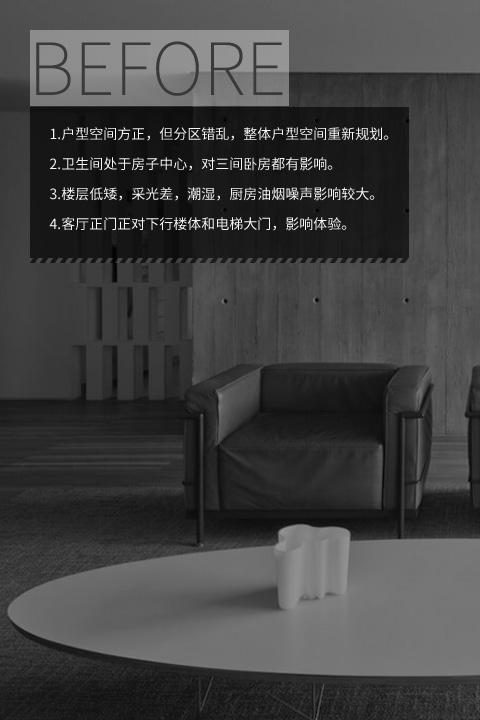 BEFORE
1.户型空间方正，但分区错乱，整体户型空间重新规划。
2.卫生间处于房子中心，对三间卧房都有影响。
3.楼层低矮，采光差，潮湿，厨房油烟噪声影响较大。
4.客厅正门正对下行楼体和电梯大门，影响体验。